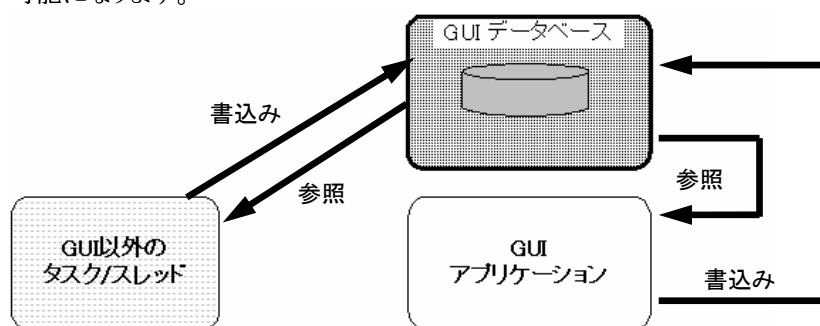 可能になります。
GUI データベース
書込み
参照
参照
GUI以外の
タスク/スレッド
GUI
アプリケーション
書込み